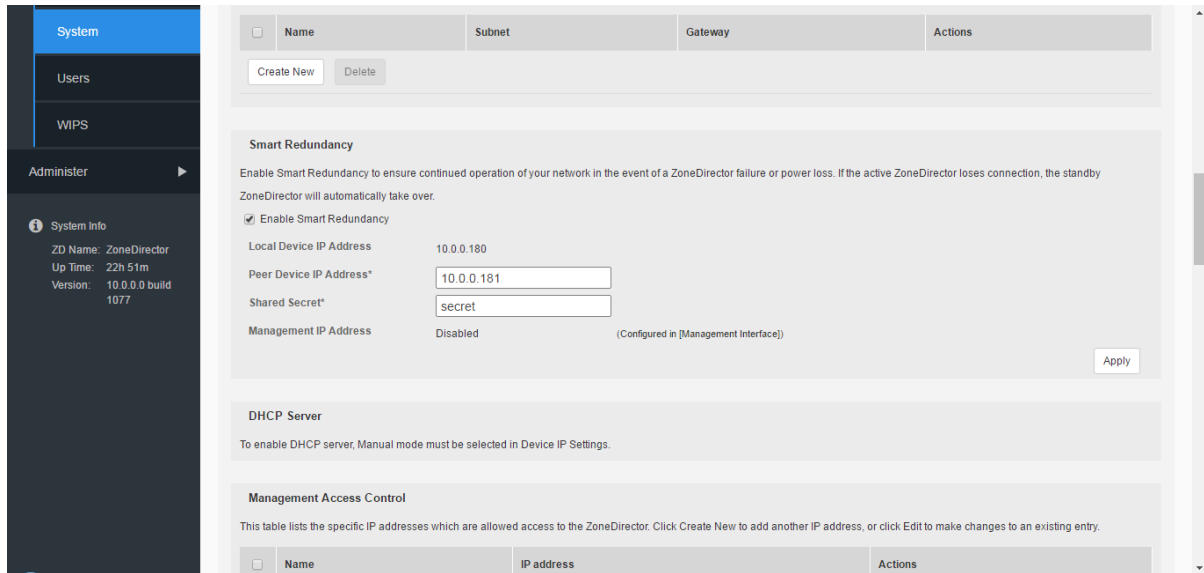 System
Users
WIPS
Administer
System Info
ZD Name: ZoneDirector
Up Time: 22h 51m
Version: 10.0.0.0 build
1077
Name Subnet Gateway Actions
Create New Delete
Smart Redundancy
Enable Smart Redundancy to ensure continued operation of your network in the event of a ZoneDirector failure or power loss. If the active ZoneDirector loses connection, the standby
ZoneDirector will automatically take over.
Enable Smart Redundancy
Local Device IP Address 10.0.0.180
Peer Device IP Address* 10.0.0.181
Shared Secret* secret
Management IP Address Disabled (Configured in [Management Interface])
Apply
DHCP Server
To enable DHCP server, Manual mode must be selected in Device IP Settings.
Management Access Control
This table lists the specific IP addresses which are allowed access to the ZoneDirector. Click Create New to add another IP address, or click Edit to make changes to an existing entry.
Name IP address Actions